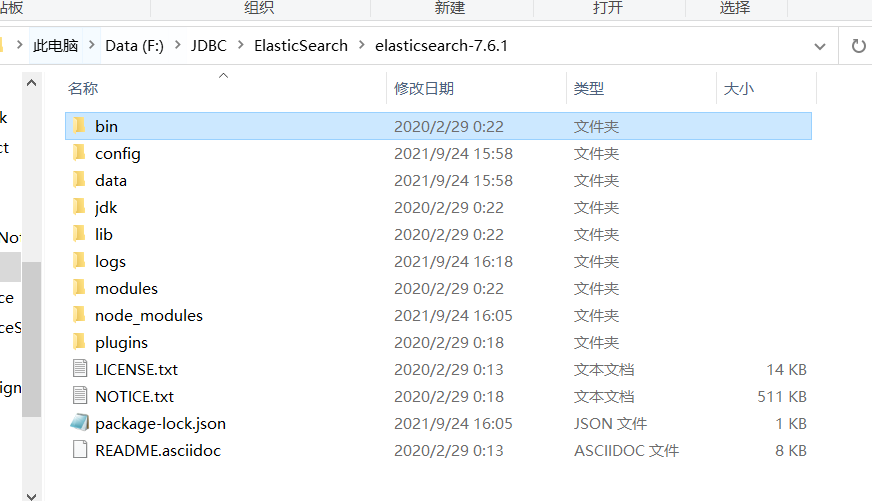 组织 新建 打开 选择
此电脑 Data (F:) JDBC ElasticSearch elasticsearch-7.6.1
名称 修改日期 类型 大小
bin 2020/2/29 0:22 文件夹
config 2021/9/24 15:58 文件夹
data 2021/9/24 15:58 文件夹
jdk 2020/2/29 0:22 文件夹
lib 2020/2/29 0:22 文件夹
logs 2021/9/24 16:18 文件夹
modules 2020/2/29 0:22 文件夹
node_modules 2021/9/24 16:05 文件夹
plugins 2020/2/29 0:18 文件夹
LICENSE.txt 2020/2/29 0:13 文本文档 14 KB
NOTICE.txt 2020/2/29 0:18 文本文档 511 KB
package-lock.json 2021/9/24 16:05 JSON 文件 1 KB
README.asciidoc 2020/2/29 0:13 ASCIIDOC 文件 8 KB